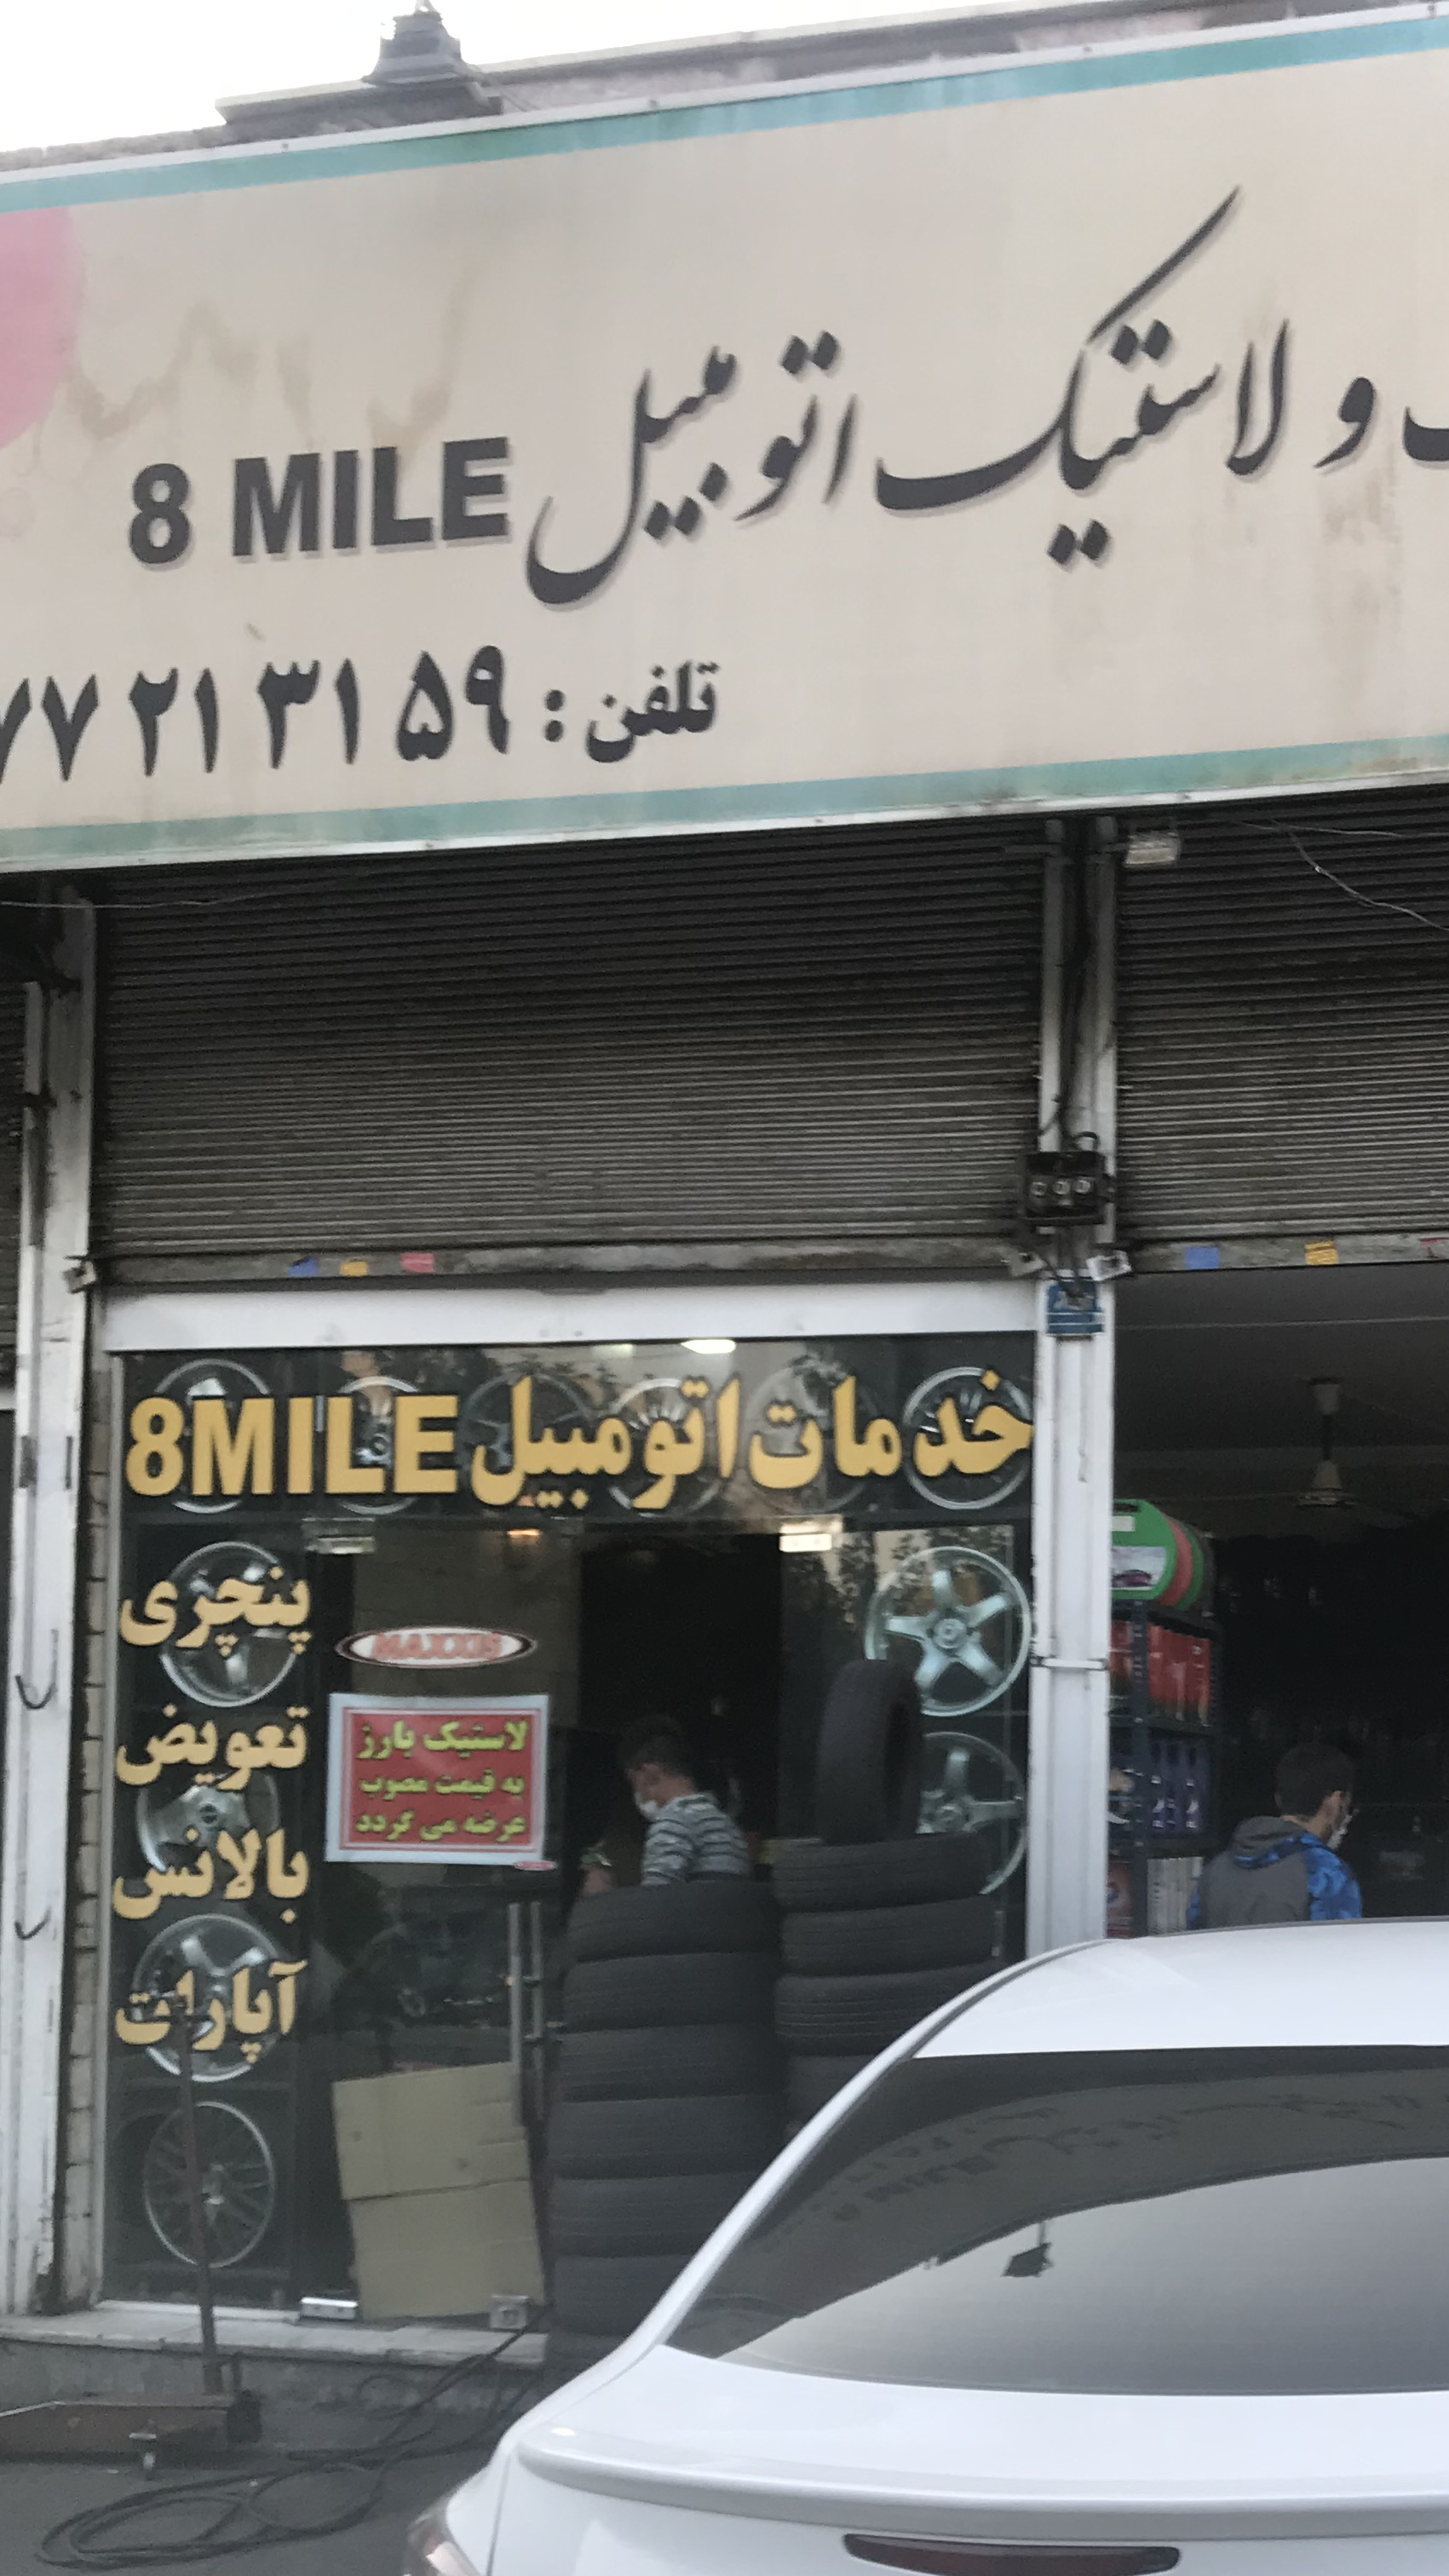 و لاستیک اتومبیل 8 MILE
تلفن : ۷۷۲۱۳۱۵۹
خدمات اتومبیل 8MILE
پنچری
تعویض
بالانس
آپارات
MAXXIS
لاستیک بارز
به قیمت مصوب
عرضه می گردد